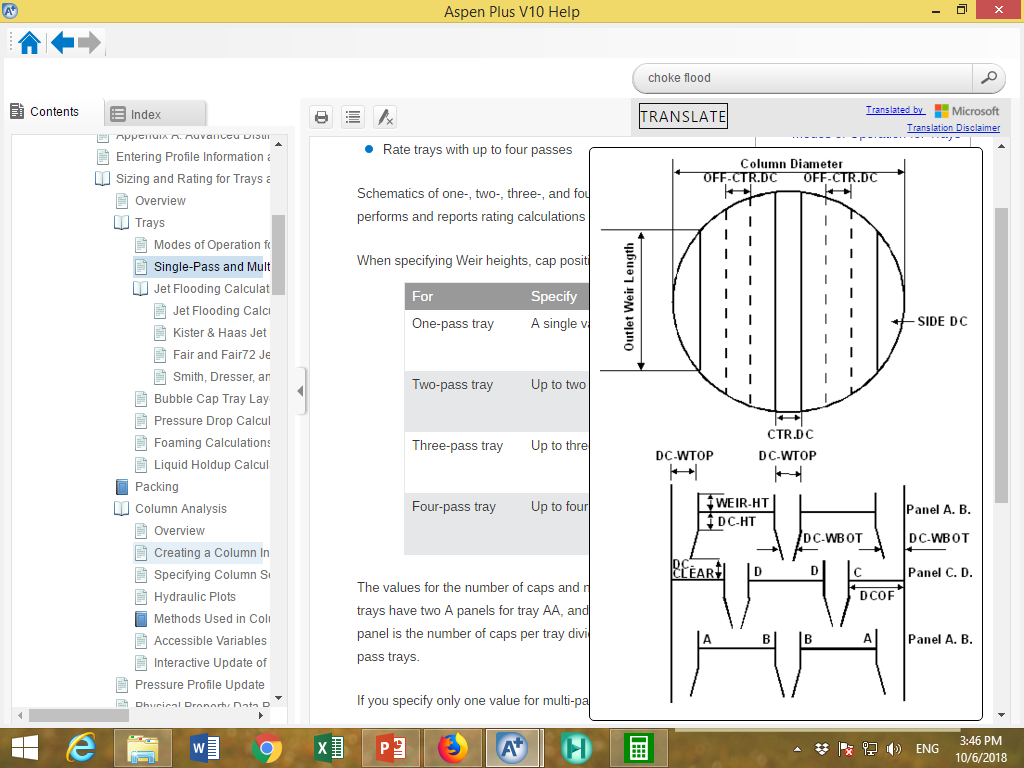 Aspen Plus V10 Help
choke flood
Contents
Index
TRANSLATE
Translated by
Microsoft
Translation Disclaimer
Appendix A: Advanced Disti
Entering Profile Information a
Sizing and Rating for Trays a
Overview
Trays
Modes of Operation fo
Single-Pass and Mult
Jet Flooding Calculat
Jet Flooding Calcu
Kister & Haas Jet
Fair and Fair72 Je
Smith, Dresser, an
Bubble Cap Tray Lay
Pressure Drop Calcul
Foaming Calculations
Liquid Holdup Calcul
Packing
Column Analysis
Overview
Creating a Column In
Specifying Column Se
Hydraulic Plots
Methods Used in Colu
Accessible Variables
Interactive Update of
Pressure Profile Update
Physical Property Data R
Modes of Operation for Trays
Rate trays with up to four passes
Schematics of one-, two-, three-, and fou
performs and reports rating calculations
When specifying Weir heights, cap positi
For Specify
One-pass tray A single va
Two-pass tray Up to two
Three-pass tray Up to thre
Four-pass tray Up to four
The values for the number of caps and n
trays have two A panels for tray AA, and
panel is the number of caps per tray divi
pass trays.
If you specify only one value for multi-pa
Column Diameter
OFF-CTR.DC OFF-CTR.DC
Outlet Weir Length
SIDE DC
CTR.DC
DC-WTOP DC-WTOP
WEIR-HT
Panel A. B.
DC-HT
DC-WBOT DC-WBOT
DC-
CLEAR
D D C
Panel C. D.
DCOF
A B B A
Panel A. B.
ENG
3:46 PM
10/6/2018